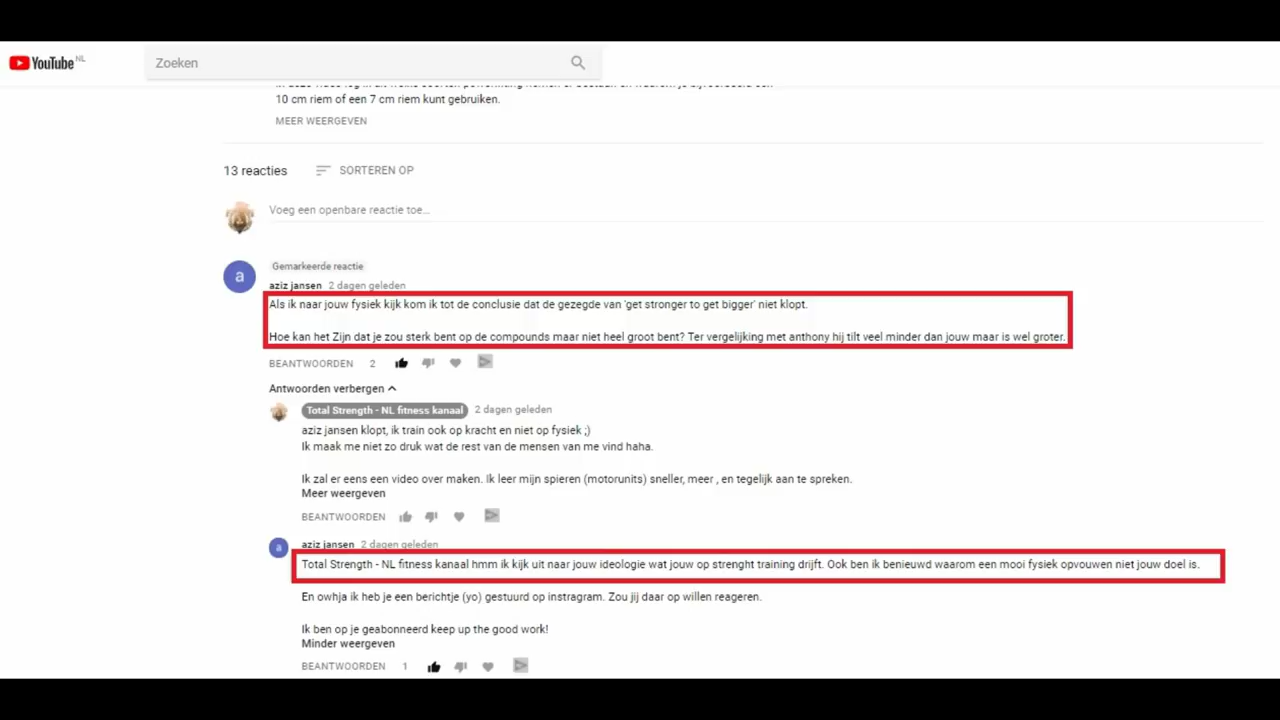 YouTube NL
Zoeken
10 cm riem of een 7 cm riem kunt gebruiken.
MEER WEERGEVEN
13 reacties SORTEREN OP
Voeg een openbare reactie toe...
a
Gemarkeerde reactie
aziz jansen 2 dagen geleden
Als ik naar jouw fysiek kijk kom ik tot de conclusie dat de gezegde van 'get stronger to get bigger' niet klopt.
Hoe kan het Zijn dat je zou sterk bent op de compounds maar niet heel groot bent? Ter vergelijking met anthony hij tilt veel minder dan jouw maar is wel groter.
BEANTWOORDEN 2
Antwoorden verbergen
Total Strength - NL fitness kanaal 2 dagen geleden
aziz jansen klopt, ik train ook op kracht en niet op fysiek ;)
Ik maak me niet zo druk wat de rest van de mensen van me vind haha.
Ik zal er eens een video over maken. Ik leer mijn spieren (motorunits) sneller, meer , en tegelijk aan te spreken.
Meer weergeven
BEANTWOORDEN
a
aziz jansen 2 dagen geleden
Total Strength - NL fitness kanaal hmm ik kijk uit naar jouw ideologie wat jouw op strenght training drijft. Ook ben ik benieuwd waarom een mooi fysiek opvouwen niet jouw doel is.
En owhja ik heb je een berichtje (yo) gestuurd op instragram. Zou jij daar op willen reageren.
Ik ben op je geabonneerd keep up the good work!
Minder weergeven
BEANTWOORDEN 1